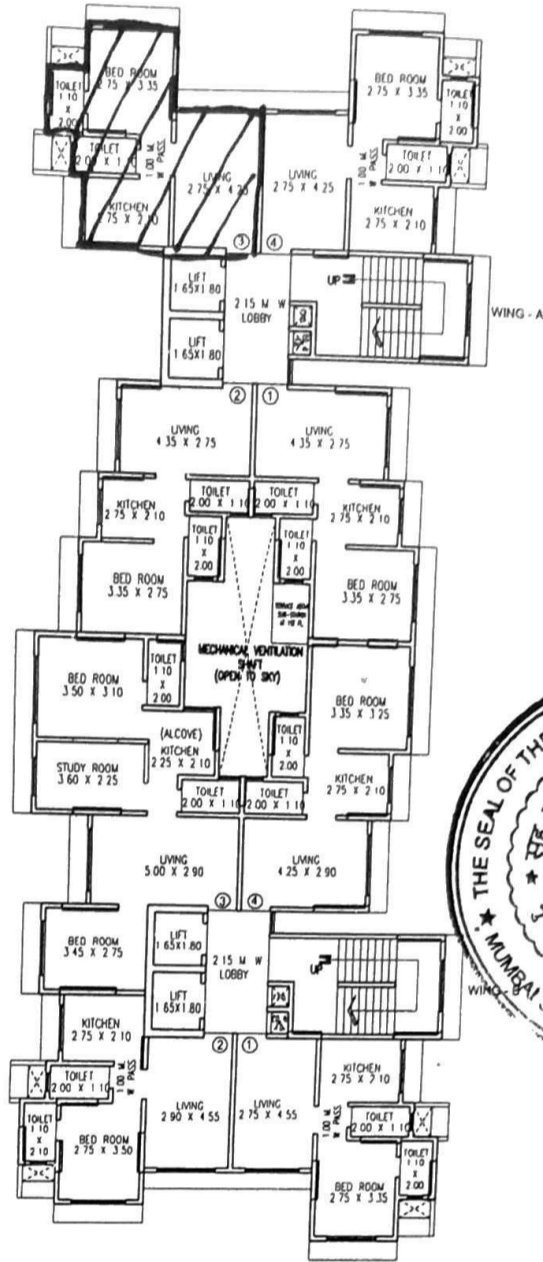 BED ROOM
2.75 X 3.35
TOILET
1.10
X
2.00
TOILET
2.00 X 1.10
1.00 M.
W PASS.
KITCHEN
2.75 X 2.10
LIVING
2.75 X 4.25
3
LIVING
2.75 X 4.25
4
BED ROOM
2.75 X 3.35
TOILET
1.10
X
2.00
TOILET
2.00 X 1.10
1.00 M.
W PASS.
KITCHEN
2.75 X 2.10
LIFT
1.65X1.80
LIFT
1.65X1.80
2.15 M W
LOBBY
UP
WING - A
2
1
LIVING
4.35 X 2.75
LIVING
4.35 X 2.75
TOILET
2.00 X 1.10
TOILET
2.00 X 1.10
KITCHEN
2.75 X 2.10
KITCHEN
2.75 X 2.10
TOILET
1.10
X
2.00
TOILET
1.10
X
2.00
BED ROOM
3.35 X 2.75
BED ROOM
3.35 X 2.75
MECHANICAL VENTILATION
SHAFT
(OPEN TO SKY)
BED ROOM
3.50 X 3.10
TOILET
1.10
X
2.00
BED ROOM
3.35 X 3.25
(ALCOVE)
KITCHEN
2.25 X 2.10
TOILET
1.10
X
2.00
STUDY ROOM
3.60 X 2.25
KITCHEN
2.75 X 2.10
TOILET
2.00 X 1.10
TOILET
2.00 X 1.10
LIVING
5.00 X 2.90
LIVING
4.25 X 2.90
3
4
THE SEAL OF THE
MUMBAI
BED ROOM
3.45 X 2.75
LIFT
1.65X1.80
LIFT
1.65X1.80
2.15 M W
LOBBY
UP
2
1
KITCHEN
2.75 X 2.10
TOILET
2.00 X 1.10
1.00 M.
W PASS.
TOILET
1.10
X
2.10
BED ROOM
2.75 X 3.50
LIVING
2.90 X 4.55
LIVING
2.75 X 4.55
KITCHEN
2.75 X 2.10
1.00 M.
W PASS.
TOILET
2.00 X 1.10
TOILET
1.10
X
2.00
BED ROOM
2.75 X 3.35